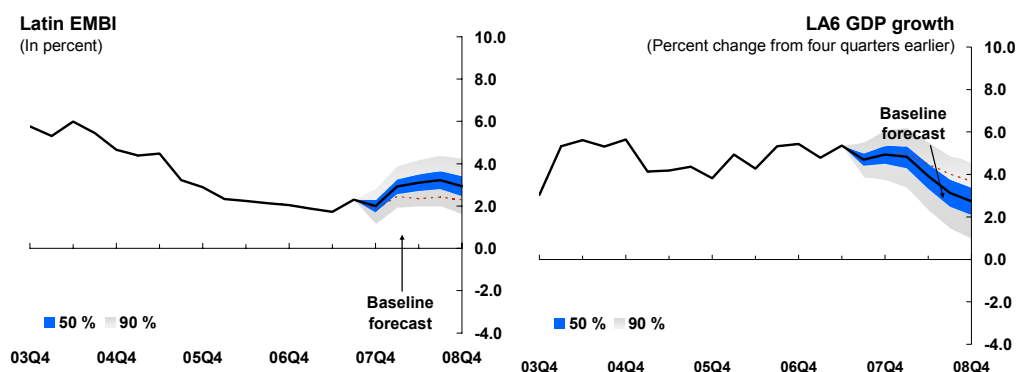 Latin EMBI
(In percent)
10.0
8.0
6.0
4.0
2.0
0.0
-2.0
-4.0
Baseline
forecast
50 % 90 %
03Q4 04Q4 05Q4 06Q4 07Q4 08Q4
LA6 GDP growth
(Percent change from four quarters earlier)
10.0
8.0
6.0
4.0
2.0
0.0
-2.0
-4.0
Baseline
forecast
50 % 90 %
03Q4 04Q4 05Q4 06Q4 07Q4 08Q4